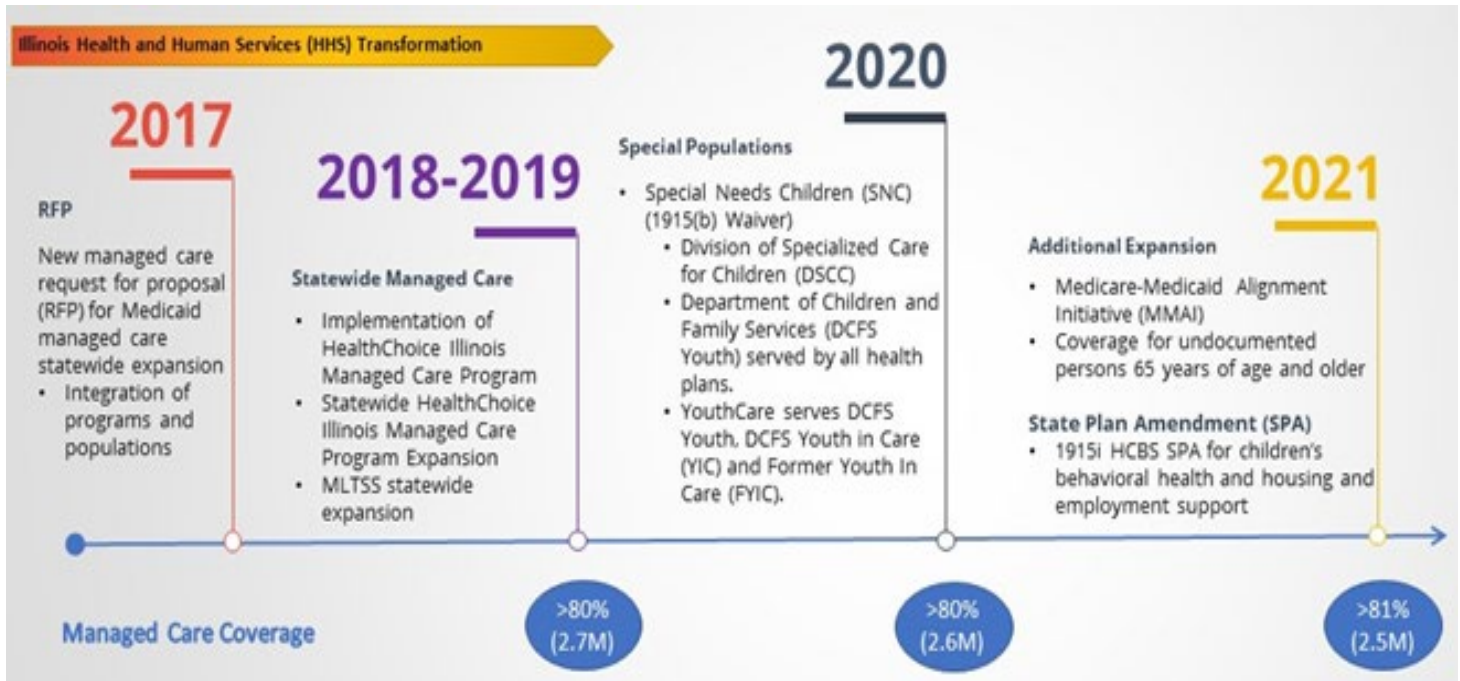 Illinois Health and Human Services (HHS) Transformation
2017
RFP
New managed care
request for proposal
(RFP) for Medicaid
managed care
statewide expansion
• Integration of
programs and
populations
2018-2019
Statewide Managed Care
• Implementation of
HealthChoice Illinois
Managed Care Program
• Statewide HealthChoice
Illinois Managed Care
Program Expansion
• MLTSS statewide
expansion
2020
Special Populations
• Special Needs Children (SNC)
(1915(b) Waiver)
• Division of Specialized Care
for Children (DSCC)
• Department of Children and
Family Services (DCFS
Youth) served by all health
plans.
• YouthCare serves DCFS
Youth, DCFS Youth in Care
(YIC) and Former Youth In
Care (FYIC).
2021
Additional Expansion
• Medicare-Medicaid Alignment
Initiative (MMAI)
• Coverage for undocumented
persons 65 years of age and older
State Plan Amendment (SPA)
• 1915i HCBS SPA for children's
behavioral health and housing and
employment support
Managed Care Coverage
>80%
(2.7M)
>80%
(2.6M)
>81%
(2.5M)